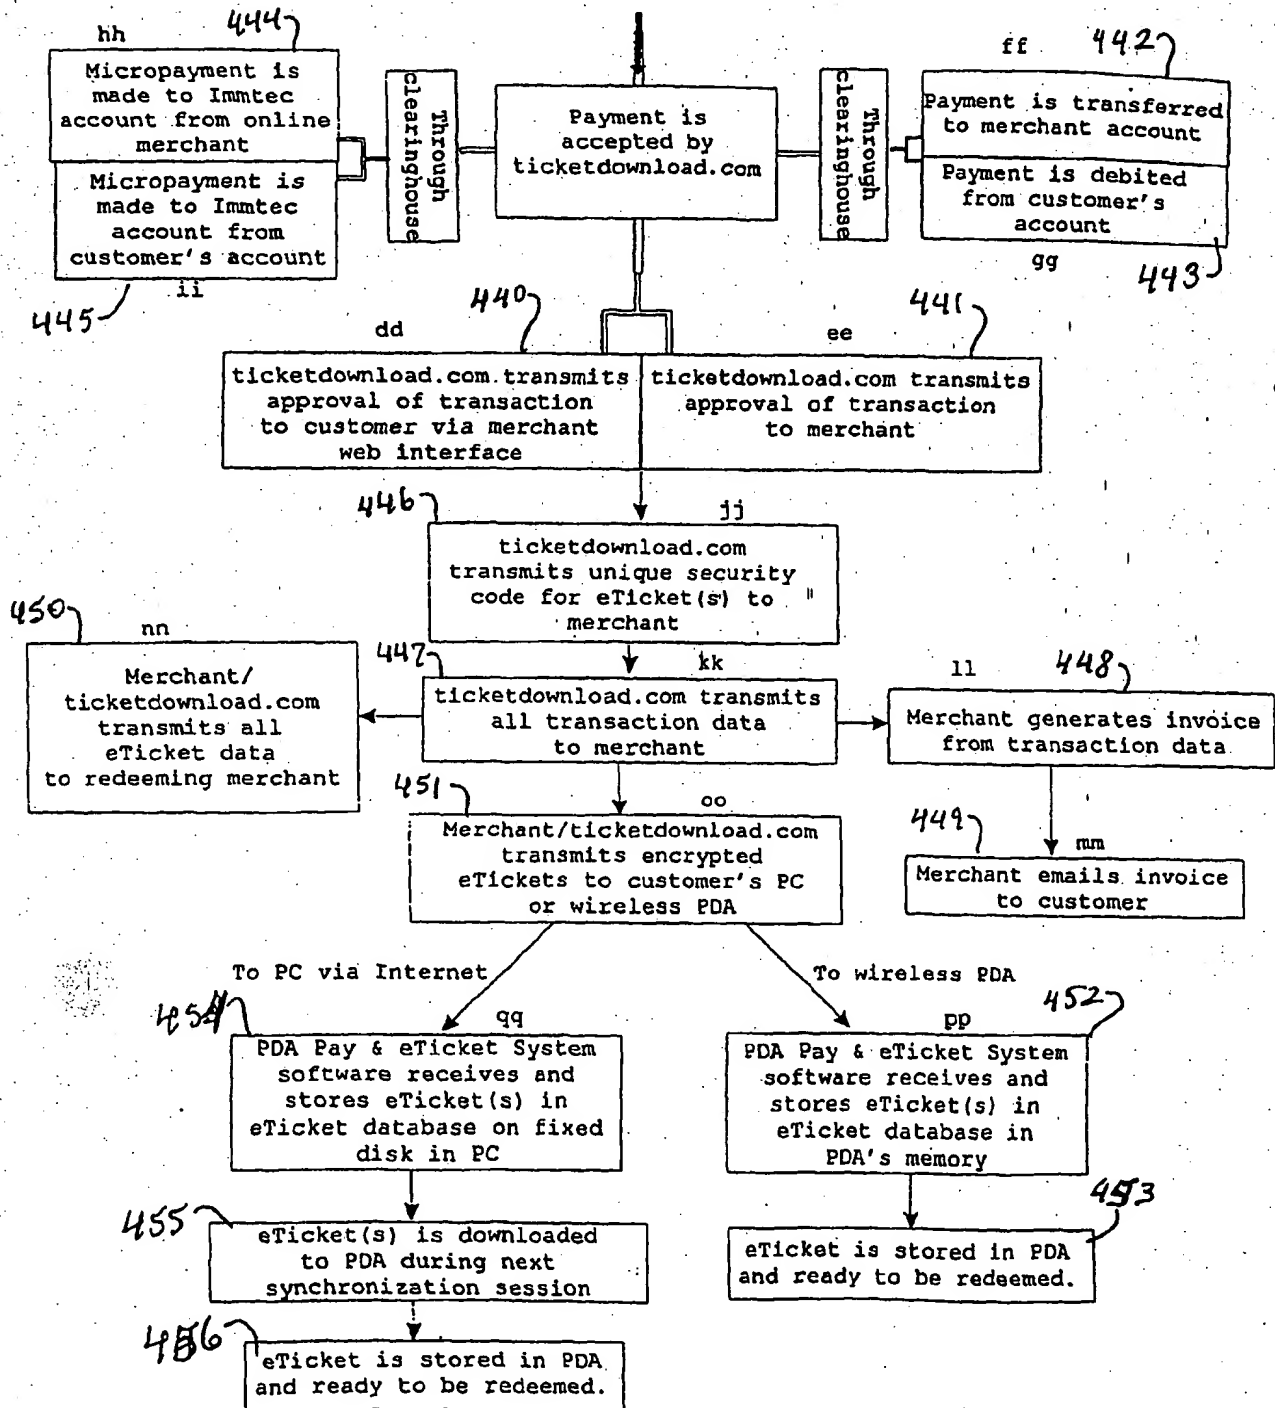 hh
444
Micropayment is
made to Immtec
account from online
merchant
Micropayment is
made to Immtec
account from
customer's account
ii
445
Through
clearinghouse
Payment is
accepted by
ticketdownload.com
Through
clearinghouse
ff
442
Payment is transferred
to merchant account
Payment is debited
from customer's
account
gg
443
440
dd
ticketdownload.com transmits
approval of transaction
to customer via merchant
web interface
441
ee
ticketdownload.com transmits
approval of transaction
to merchant
446
jj
ticketdownload.com
transmits unique security
code for eTicket(s) to
merchant
450
nn
Merchant/
ticketdownload.com
transmits all
eTicket data
to redeeming merchant
447
kk
ticketdownload.com transmits
all transaction data
to merchant
ll
448
Merchant generates invoice
from transaction data
449
mm
Merchant emails invoice
to customer
451
oo
Merchant/ticketdownload.com
transmits encrypted
eTickets to customer's PC
or wireless PDA
To PC via Internet
To wireless PDA
454
qq
PDA Pay & eTicket System
software receives and
stores eTicket(s) in
eTicket database on fixed
disk in PC
452
pp
PDA Pay & eTicket System
software receives and
stores eTicket(s) in
eTicket database in
PDA's memory
455
eTicket(s) is downloaded
to PDA during next
synchronization session
453
eTicket is stored in PDA
and ready to be redeemed.
456
eTicket is stored in PDA
and ready to be redeemed.